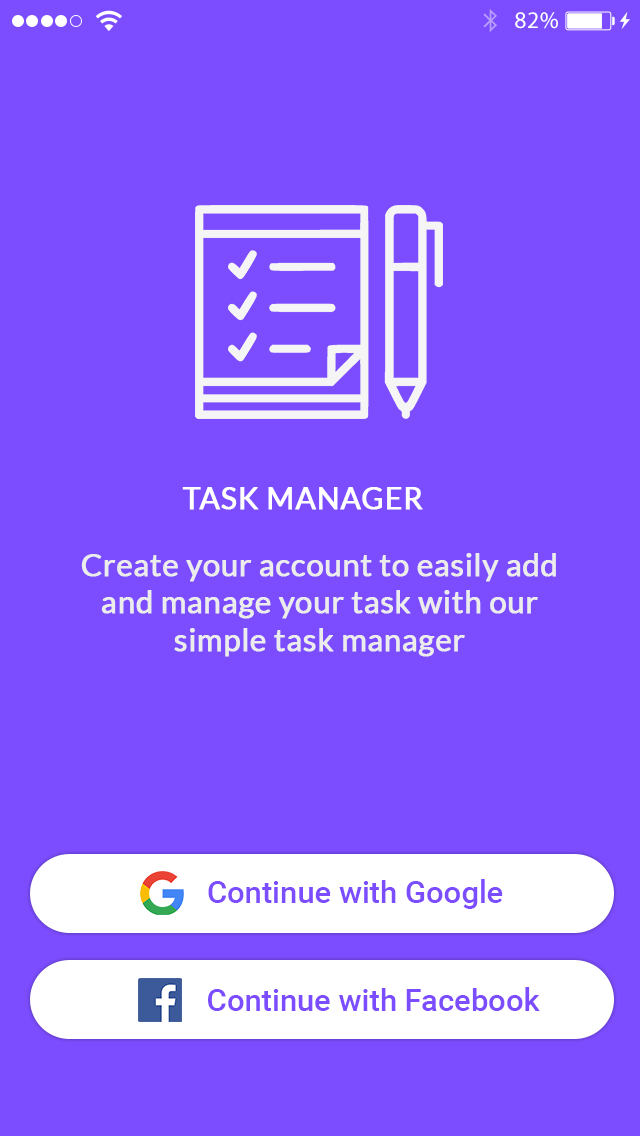 82%
TASK MANAGER
Create your account to easily add
and manage your task with our
simple task manager
Continue with Google
Continue with Facebook